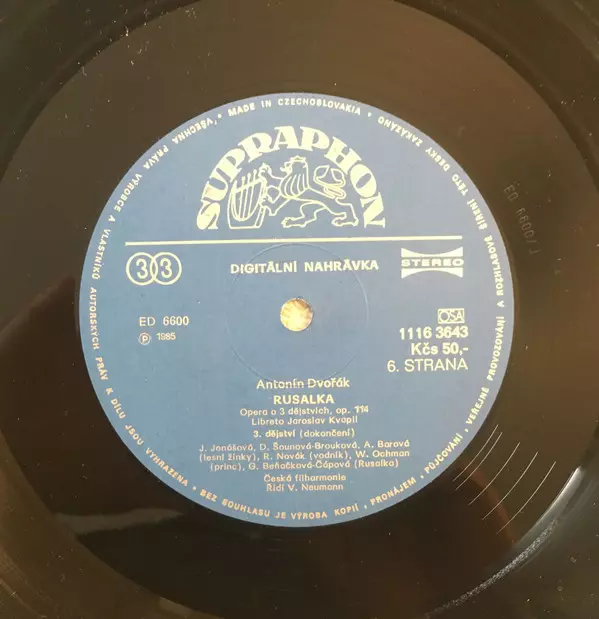 MADE IN CZECHOSLOVAKIA • VŠECHNA PRÁVA VÝROBCE A VLASTNÍKŮ AUTORSKÝCH PRÁV K DÍLU JSOU VYHRAZENA • BEZ SOUHLASU JE VÝROBA KOPIÍ, PRONÁJEM, PŮJČOVÁNÍ, VEŘEJNÉ PROVOZOVÁNÍ A ROZHLASOVÉ ŠÍŘENÍ TÉTO DESKY ZAKÁZÁNO
SUPRAPHON
33
DIGITÁLNÍ NAHRÁVKA
STEREO
ED 6600
℗ 1985
OSA
1116 3643
Kčs 50,-
6. STRANA
Antonín Dvořák
RUSALKA
Opera o 3 dějstvích, op. 114
Libreto Jaroslav Kvapil
3. dějství (dokončení)
J. Jonášová, D. Šounová-Brouková, A. Barová
(lesní žínky), R. Novák (vodník), W. Ochman
(princ), G. Beňačková-Čápová (Rusalka)
Česká filharmonie
Řídí V. Neumann